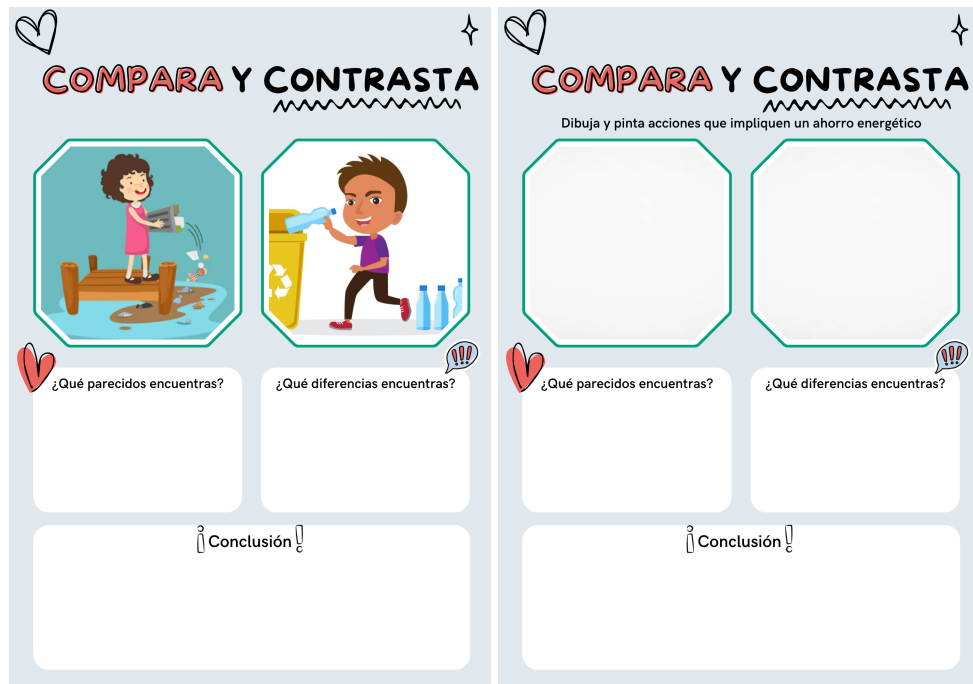 COMPARA Y CONTRASTA
¿Qué parecidos encuentras?
¿Qué diferencias encuentras?
¡Conclusión!
COMPARA Y CONTRASTA
Dibuja y pinta acciones que impliquen un ahorro energético
¿Qué parecidos encuentras?
¿Qué diferencias encuentras?
¡Conclusión!